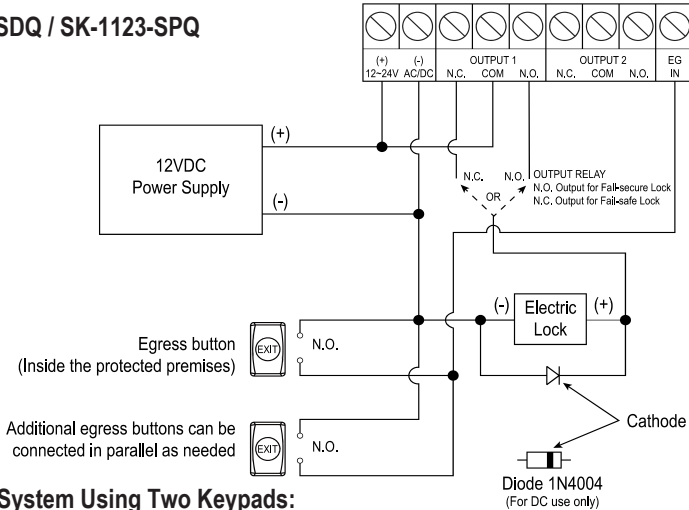 SDQ / SK-1123-SPQ
(+) (-) OUTPUT 1 OUTPUT 2 EG
12~24V AC/DC N.C. COM N.O. N.C. COM N.O. IN
12VDC
Power Supply
(+)
(-)
N.C. N.O.
OR
OUTPUT RELAY
N.O. Output for Fail-secure Lock
N.C. Output for Fail-safe Lock
(-) Electric (+)
Lock
Egress button
(Inside the protected premises)
EXIT
N.O.
Additional egress buttons can be
connected in parallel as needed
EXIT
N.O.
Cathode
Diode 1N4004
(For DC use only)
System Using Two Keypads: